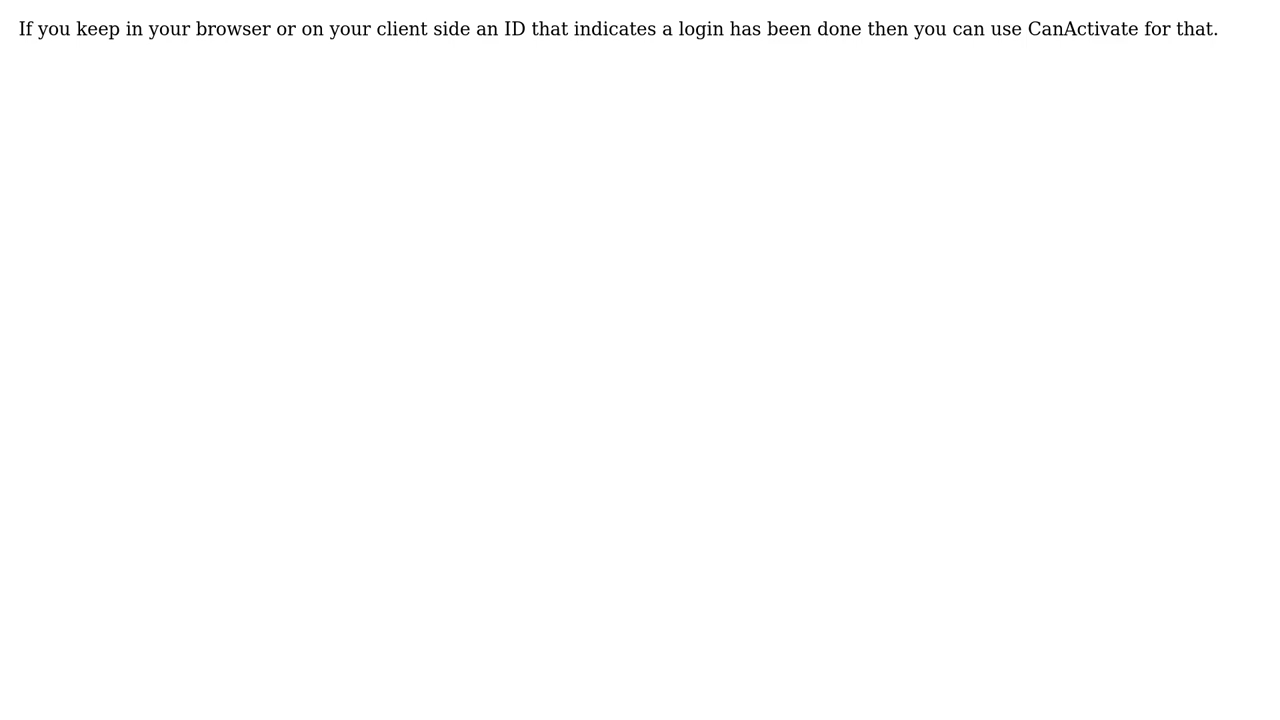 If you keep in your browser or on your client side an ID that indicates a login has been done then you can use CanActivate for that.